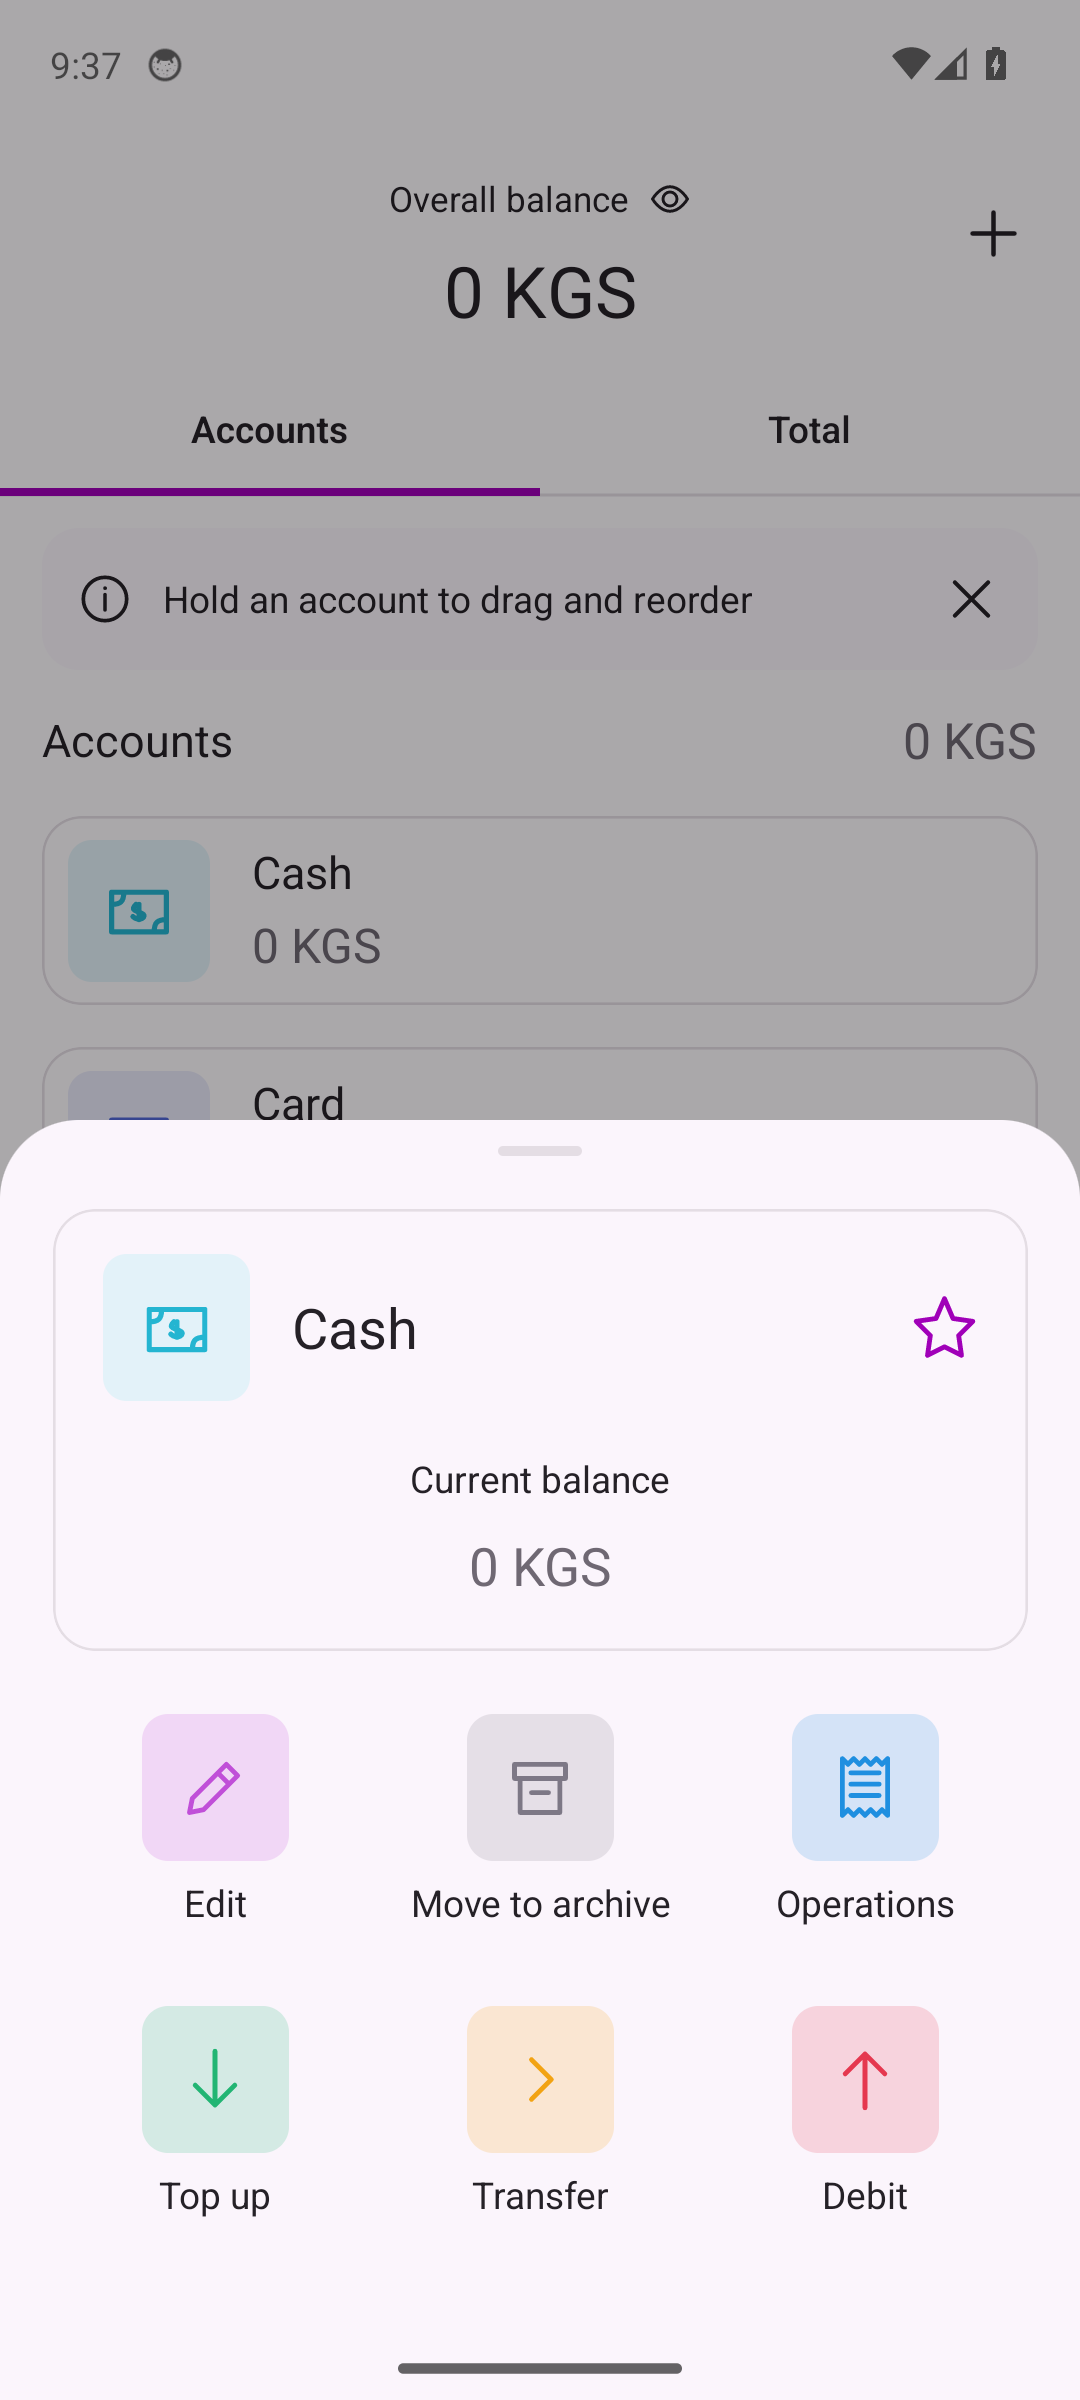 9:37
Overall balance
0 KGS
Accounts
Total
Hold an account to drag and reorder
Accounts
0 KGS
Cash
0 KGS
Card
Cash
Current balance
0 KGS
Edit
Move to archive
Operations
Top up
Transfer
Debit